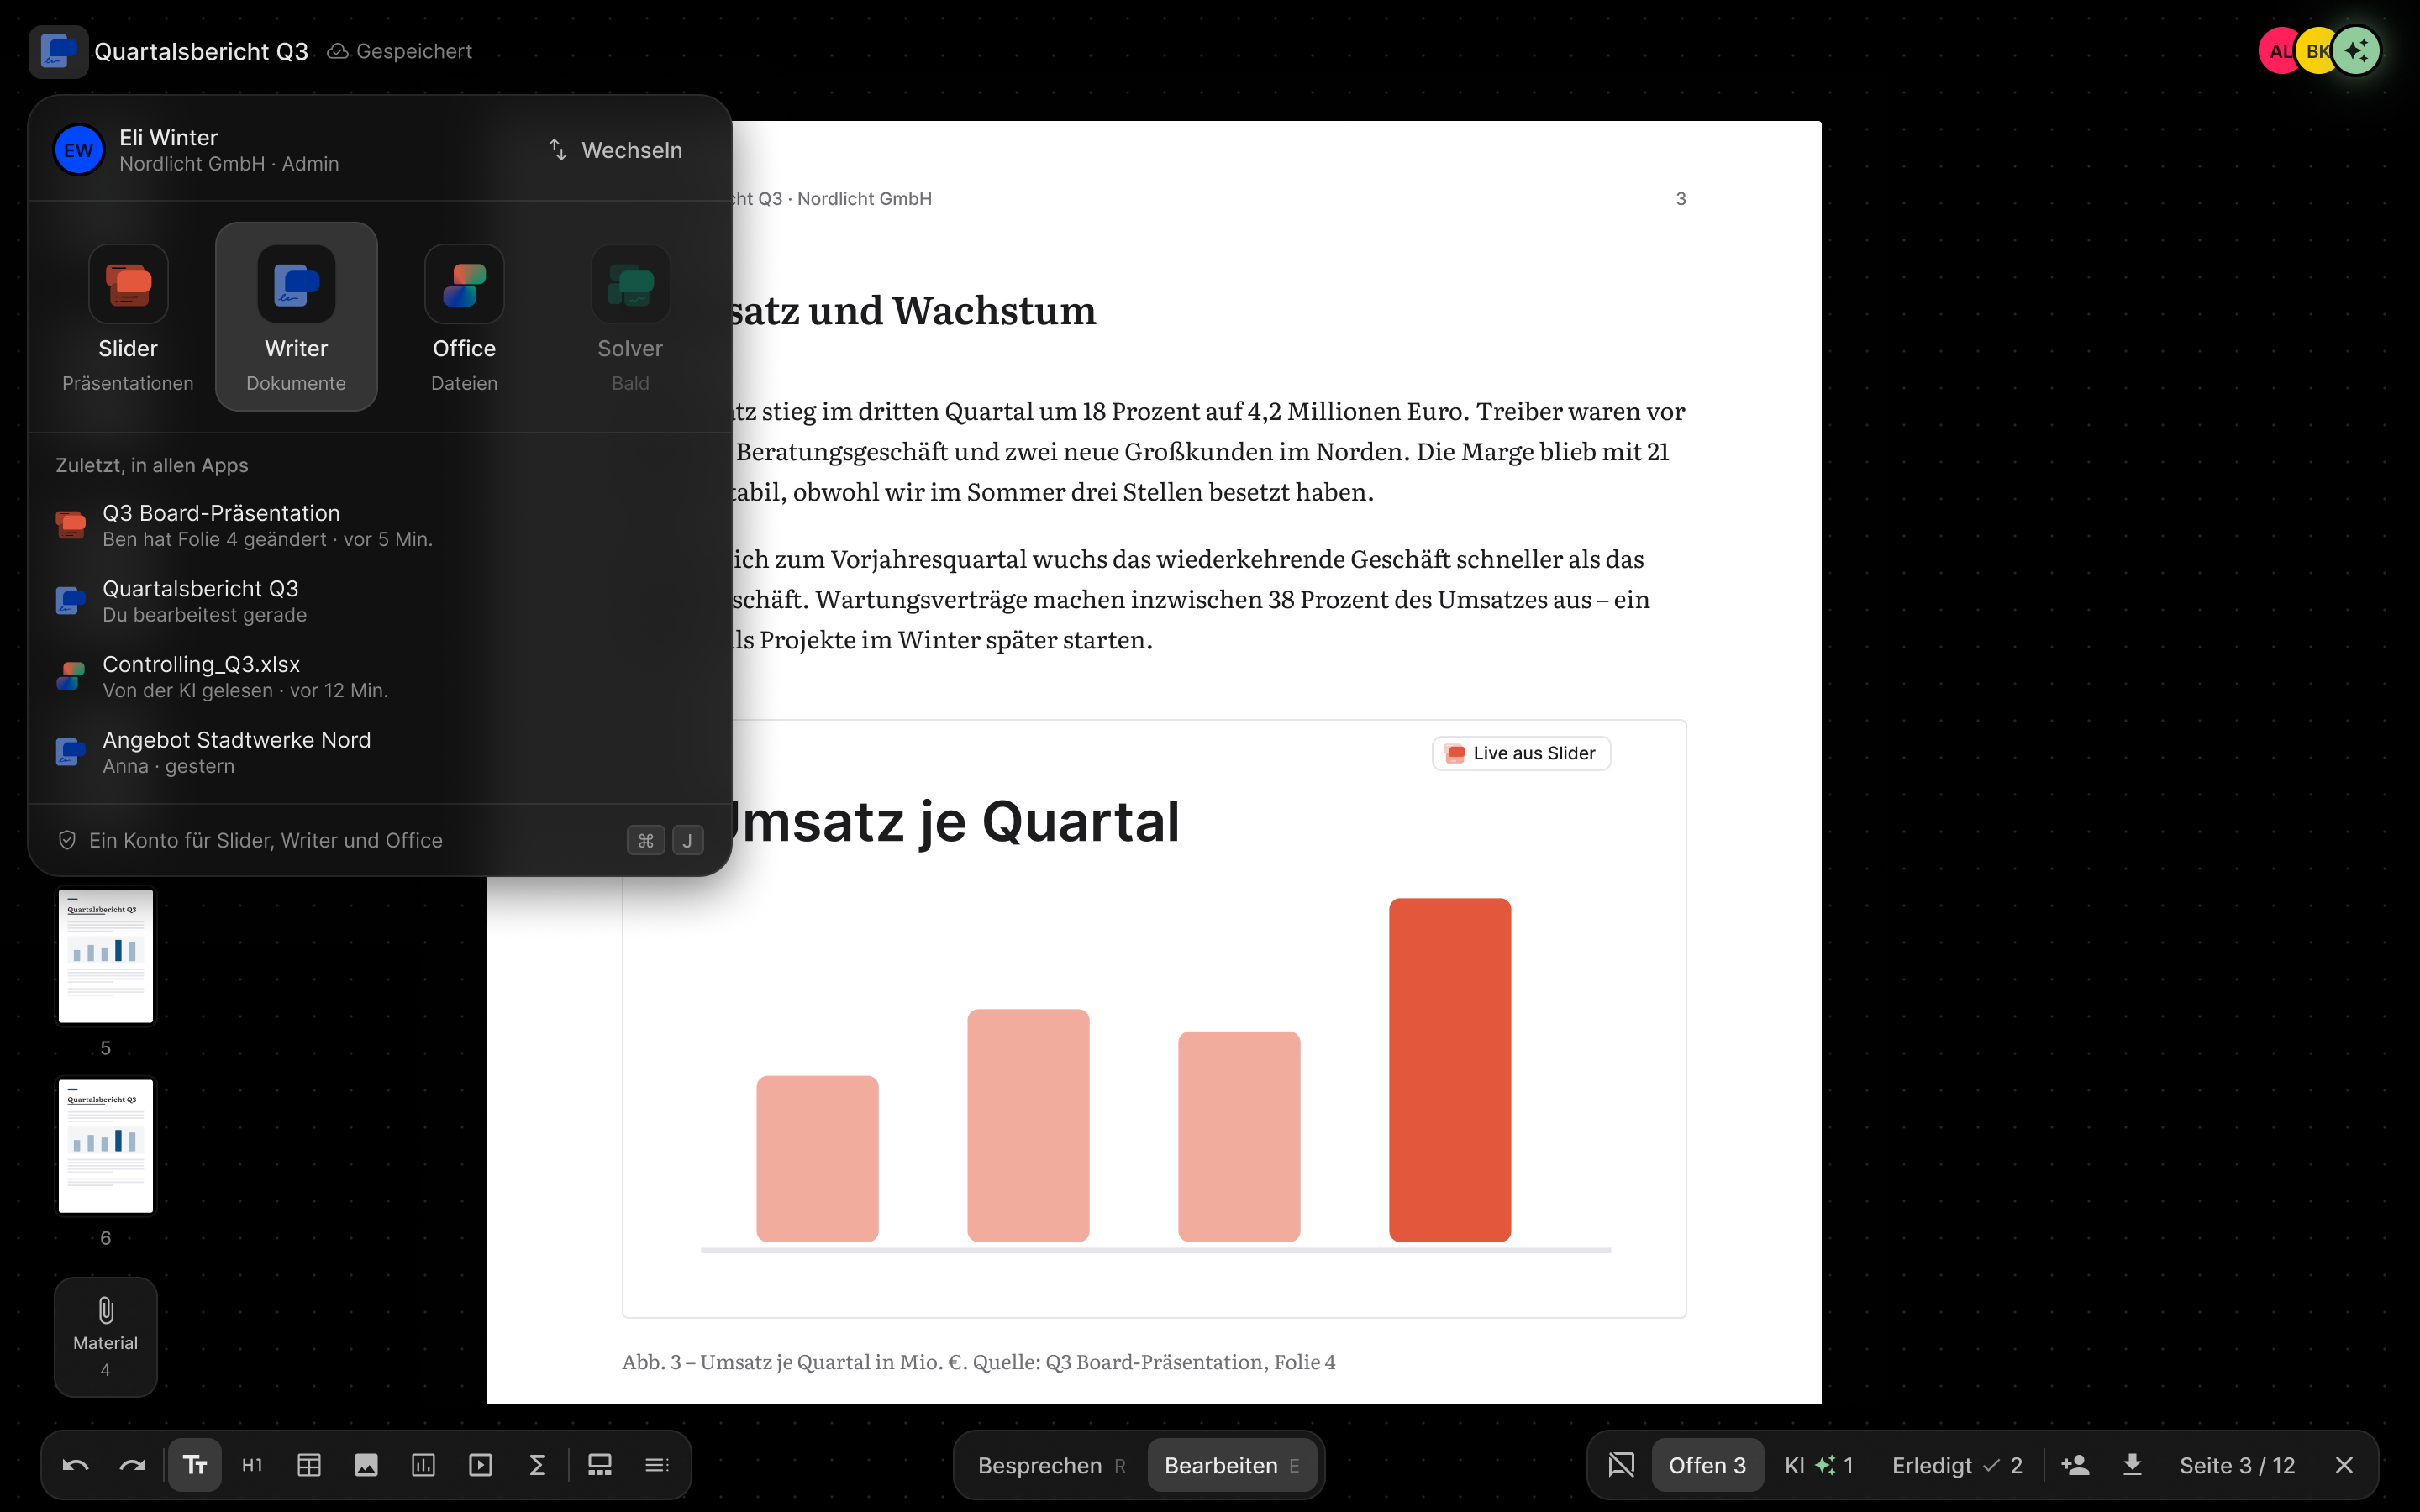 Quartalsbericht Q3
Gespeichert
AL
BK
EW
Eli Winter
Nordlicht GmbH · Admin
Wechseln
Slider
Präsentationen
Writer
Dokumente
Office
Dateien
Solver
Bald
Zuletzt, in allen Apps
Q3 Board-Präsentation
Ben hat Folie 4 geändert · vor 5 Min.
Quartalsbericht Q3
Du bearbeitest gerade
Controlling_Q3.xlsx
Von der KI gelesen · vor 12 Min.
Angebot Stadtwerke Nord
Anna · gestern
Ein Konto für Slider, Writer und Office
⌘ J
Q3 · Nordlicht GmbH
3
und Wachstum
stieg im dritten Quartal um 18 Prozent auf 4,2 Millionen Euro. Treiber waren vor
Beratungsgeschäft und zwei neue Großkunden im Norden. Die Marge blieb mit 21
obwohl wir im Sommer drei Stellen besetzt haben.
zum Vorjahresquartal wuchs das wiederkehrende Geschäft schneller als das
Wartungsverträge machen inzwischen 38 Prozent des Umsatzes aus – ein
Projekte im Winter später starten.
Live aus Slider
Umsatz je Quartal
Abb. 3 – Umsatz je Quartal in Mio. €. Quelle: Q3 Board-Präsentation, Folie 4
Quartalsbericht Q3
5
Quartalsbericht Q3
6
Material
4
H1
Besprechen R
Bearbeiten E
Offen 3
KI 1
Erledigt ✓ 2
Seite 3 / 12